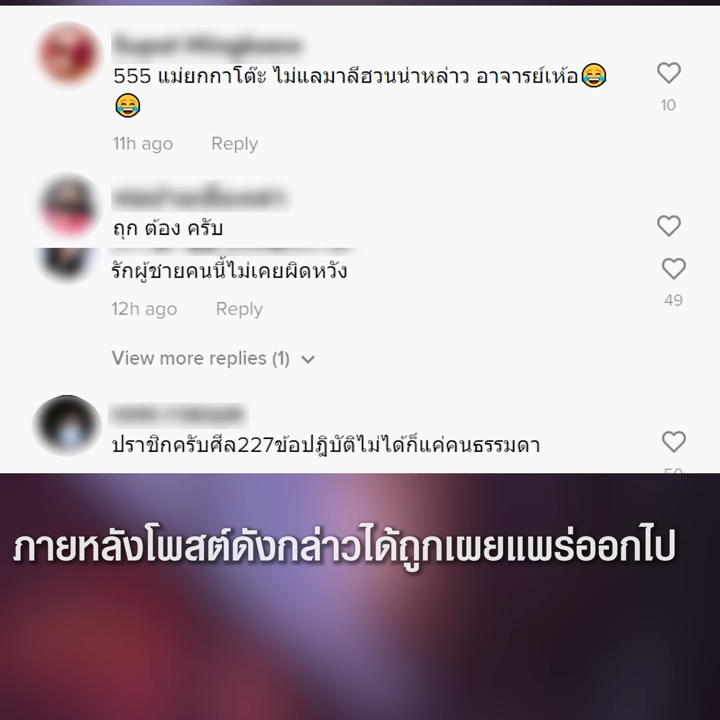 555 แม่ยกกาโต๊ะ ไม่แลมาลีฮวนน่าหล่าว อาจารย์เห้อ😂
😂
10
11h ago Reply
ถุก ต้อง ครับ
รักผู้ชายคนนี้ไม่เคยผิดหวัง
49
12h ago Reply
View more replies (1)
ปราชิกครับศีล227ข้อปฎิบัติไม่ได้ก็แค่คนธรรมดา
ภายหลังโพสต์ดังกล่าวได้ถูกเผยแพร่ออกไป